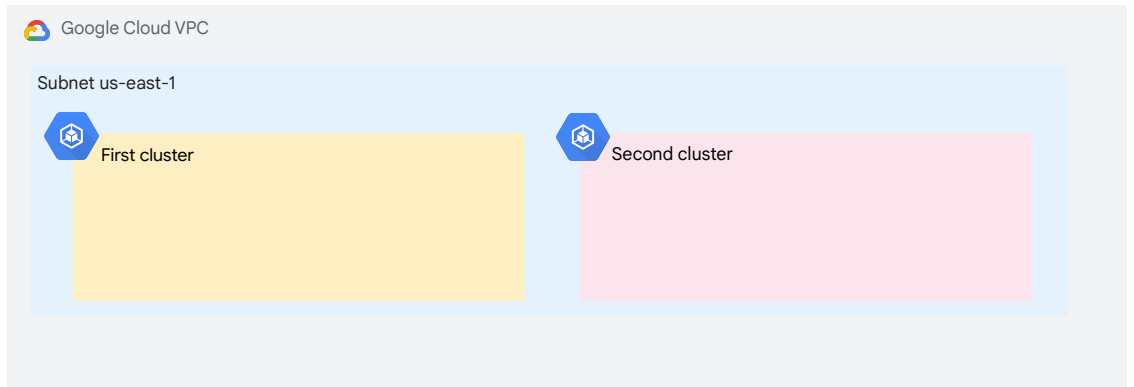 Google Cloud VPC
Subnet us-east-1
First cluster
Second cluster